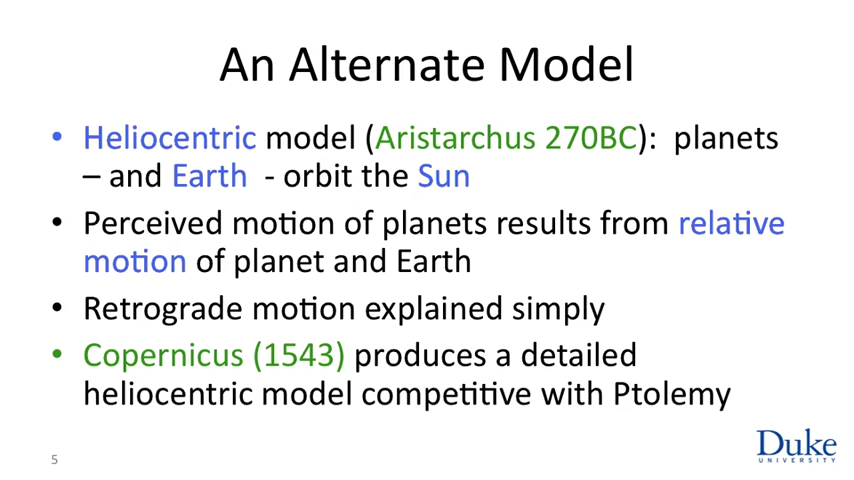 An Alternate Model
• Heliocentric model (Aristarchus 270BC): planets
– and Earth - orbit the Sun
• Perceived motion of planets results from relative
motion of planet and Earth
• Retrograde motion explained simply
• Copernicus (1543) produces a detailed
heliocentric model competitive with Ptolemy
5
Duke
UNIVERSITY